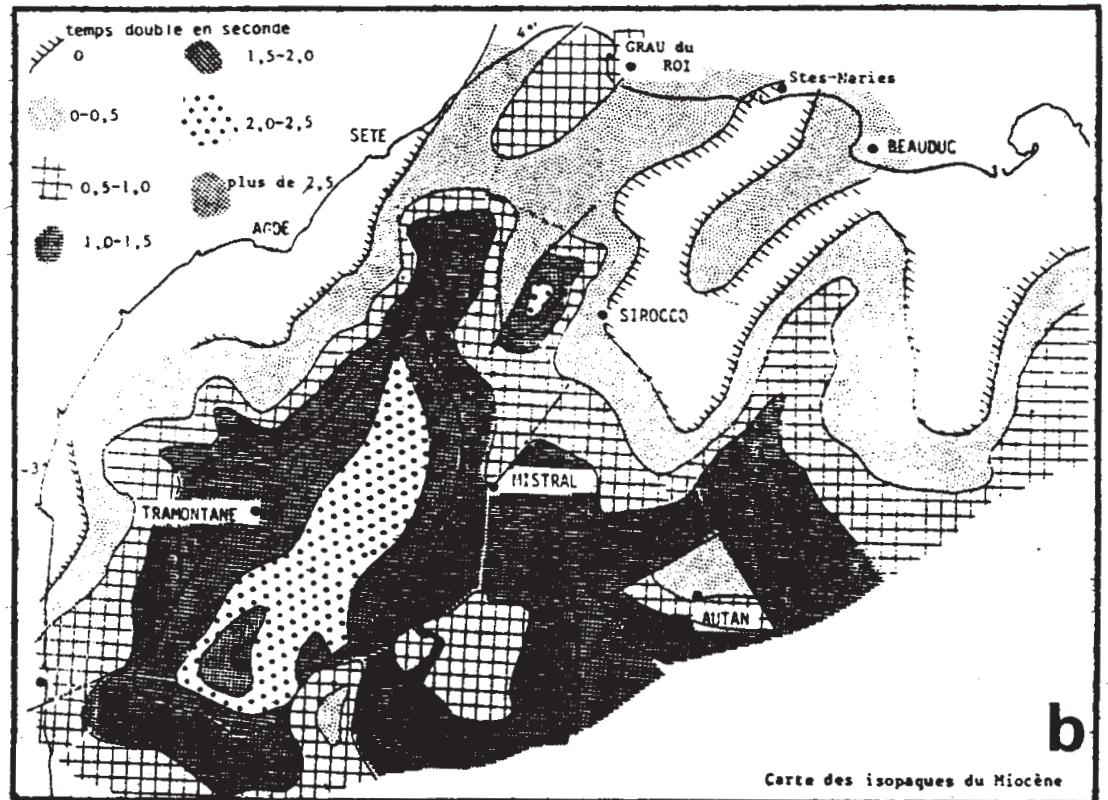 temps double en seconde
0
1,5-2,0
0-0,5
2,0-2,5
0,5-1,0
plus de 2,5
1,0-1,5
4°
GRAU du
ROI
Stes-Maries
SETE
BEAUDUC
AGDE
SIROCCO
-3°
MISTRAL
TRAMONTANE
AUTAN
b
Carte des isopaques du Miocène